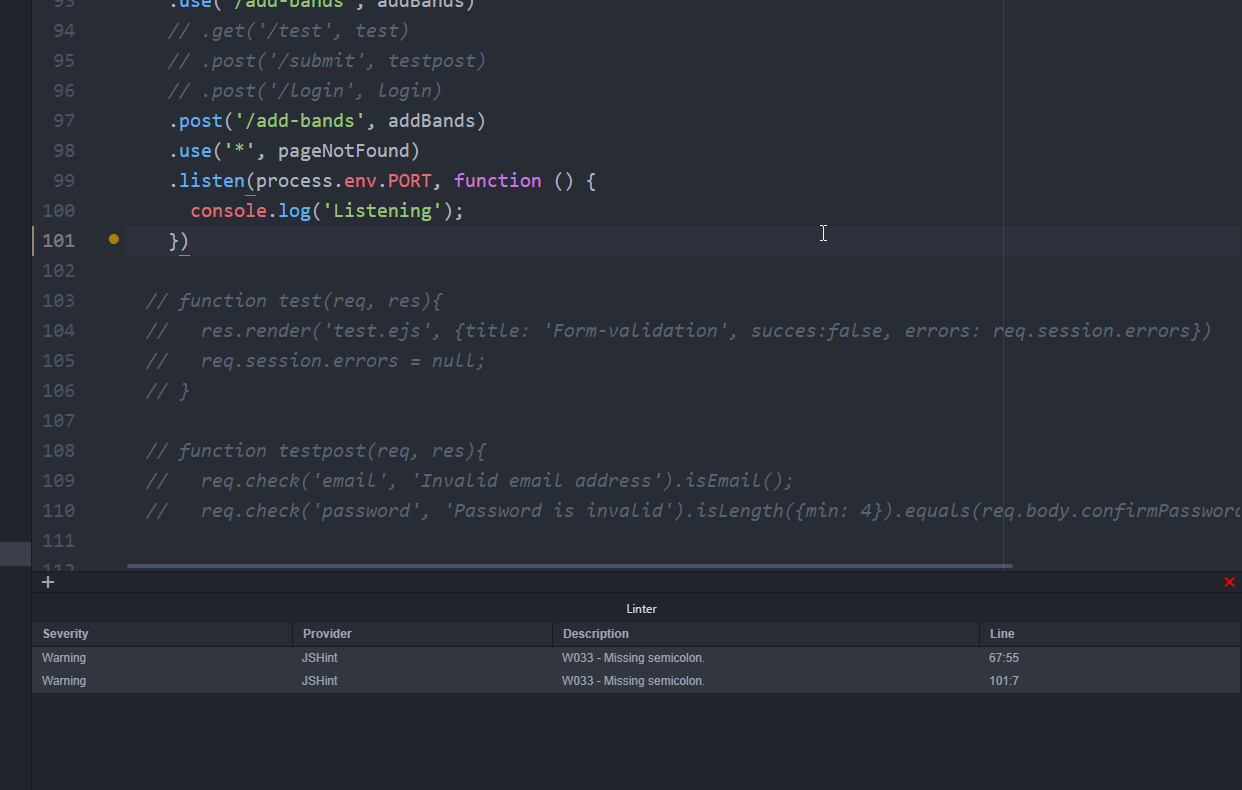 93 .use('/add-bands', addBands)
94 // .get('/test', test)
95 // .post('/submit', testpost)
96 // .post('/login', login)
97 .post('/add-bands', addBands)
98 .use('*', pageNotFound)
99 .listen(process.env.PORT, function () {
100 console.log('Listening');
101 })
102
103 // function test(req, res){
104 // res.render('test.ejs', {title: 'Form-validation', succes:false, errors: req.session.errors})
105 // req.session.errors = null;
106 // }
107
108 // function testpost(req, res){
109 // req.check('email', 'Invalid email address').isEmail();
110 // req.check('password', 'Password is invalid').isLength({min: 4}).equals(req.body.confirmPassword
111
112
+
Linter
Severity Provider Description Line
Warning JSHint W033 - Missing semicolon. 67:55
Warning JSHint W033 - Missing semicolon. 101:7